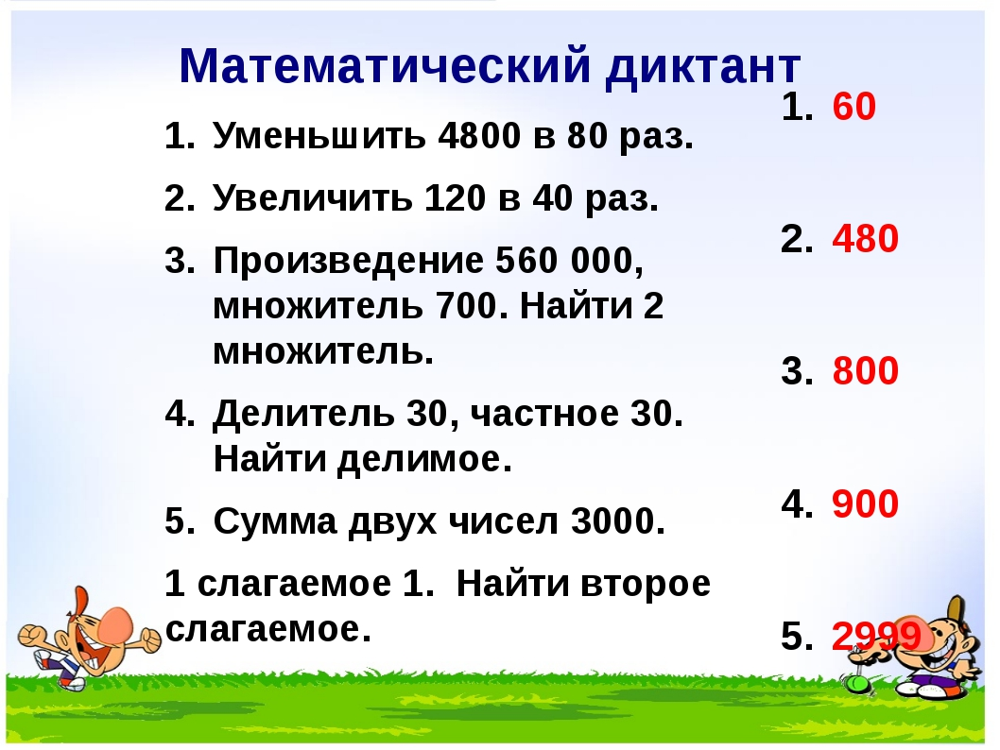 Математический диктант
1. Уменьшить 4800 в 80 раз.
2. Увеличить 120 в 40 раз.
3. Произведение 560 000,
множитель 700. Найти 2
множитель.
4. Делитель 30, частное 30.
Найти делимое.
5. Сумма двух чисел 3000.
1 слагаемое 1. Найти второе
слагаемое.
1. 60
2. 480
3. 800
4. 900
5. 2999